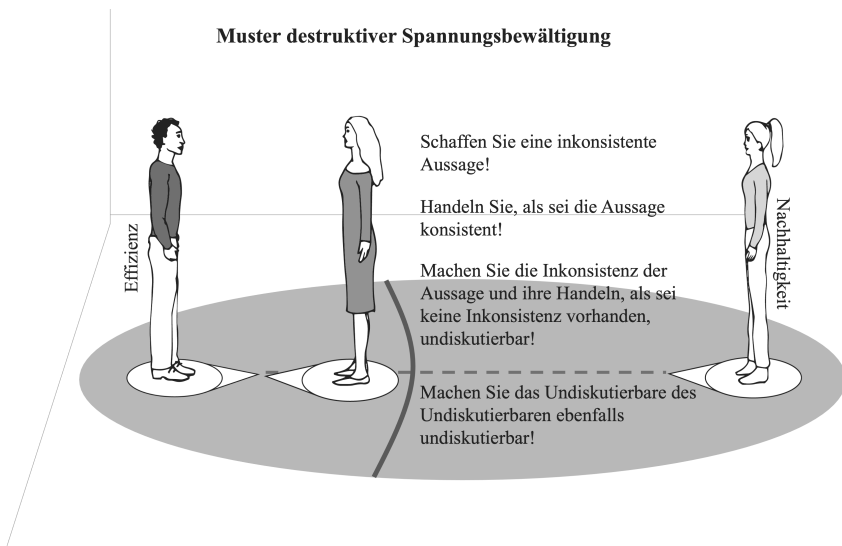 Muster destruktiver Spannungsbewältigung
Effizienz
Schaffen Sie eine inkonsistente
Aussage!
Handeln Sie, als sei die Aussage
konsistent!
Machen Sie die Inkonsistenz der
Aussage und ihre Handeln, als sei
keine Inkonsistenz vorhanden,
undiskutierbar!
Machen Sie das Undiskutierbare des
Undiskutierbaren ebenfalls
undiskutierbar!
Nachhaltigkeit